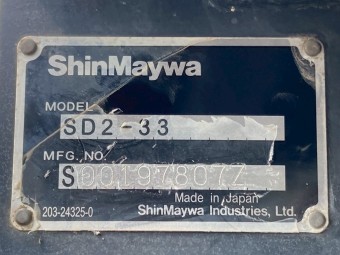 ShinMaywa
MODEL
SD2-33
MFG. NO.
S001978077
Made in Japan
203-24325-0 ShinMaywa Industries, Ltd.